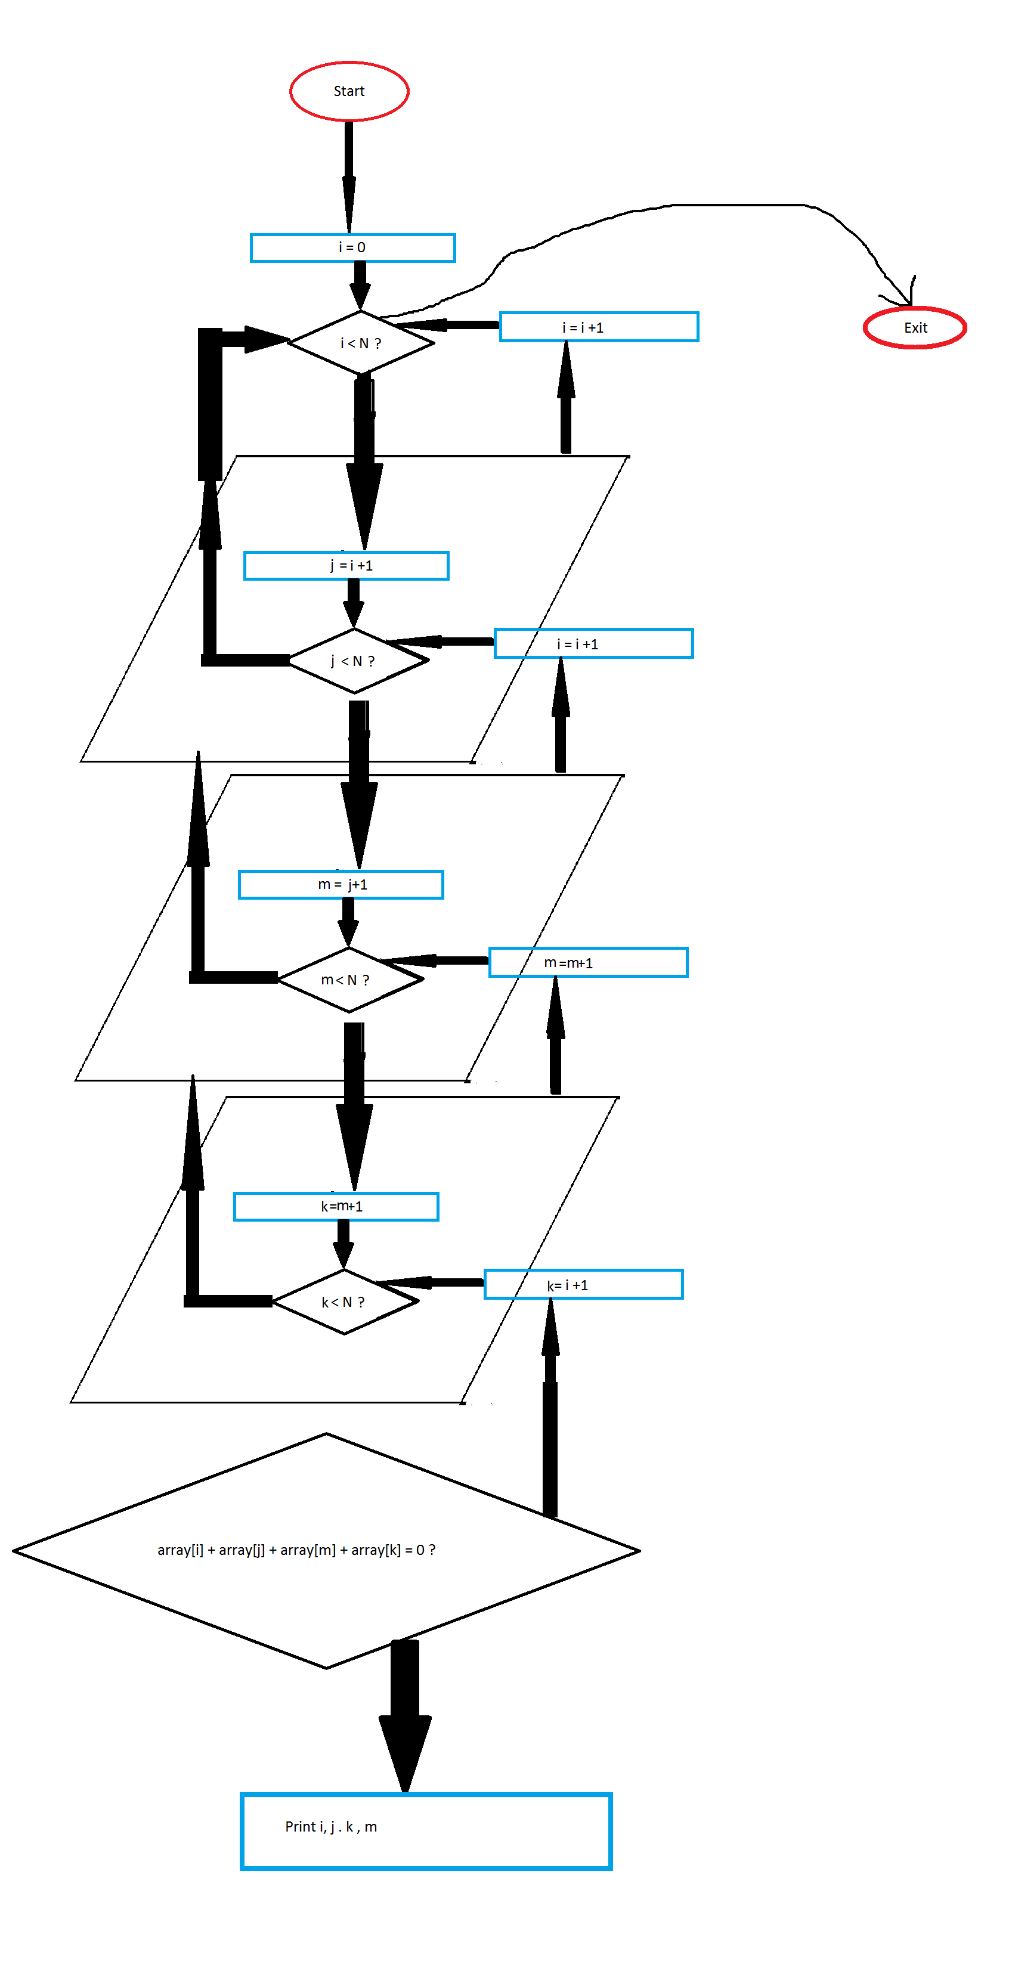 Start
i = 0
i < N ?
i = i +1
Exit
j = i +1
j < N ?
i = i +1
m = j+1
m < N ?
m =m+1
k=m+1
k < N ?
k= i +1
array[i] + array[j] + array[m] + array[k] = 0 ?
Print i, j . k , m